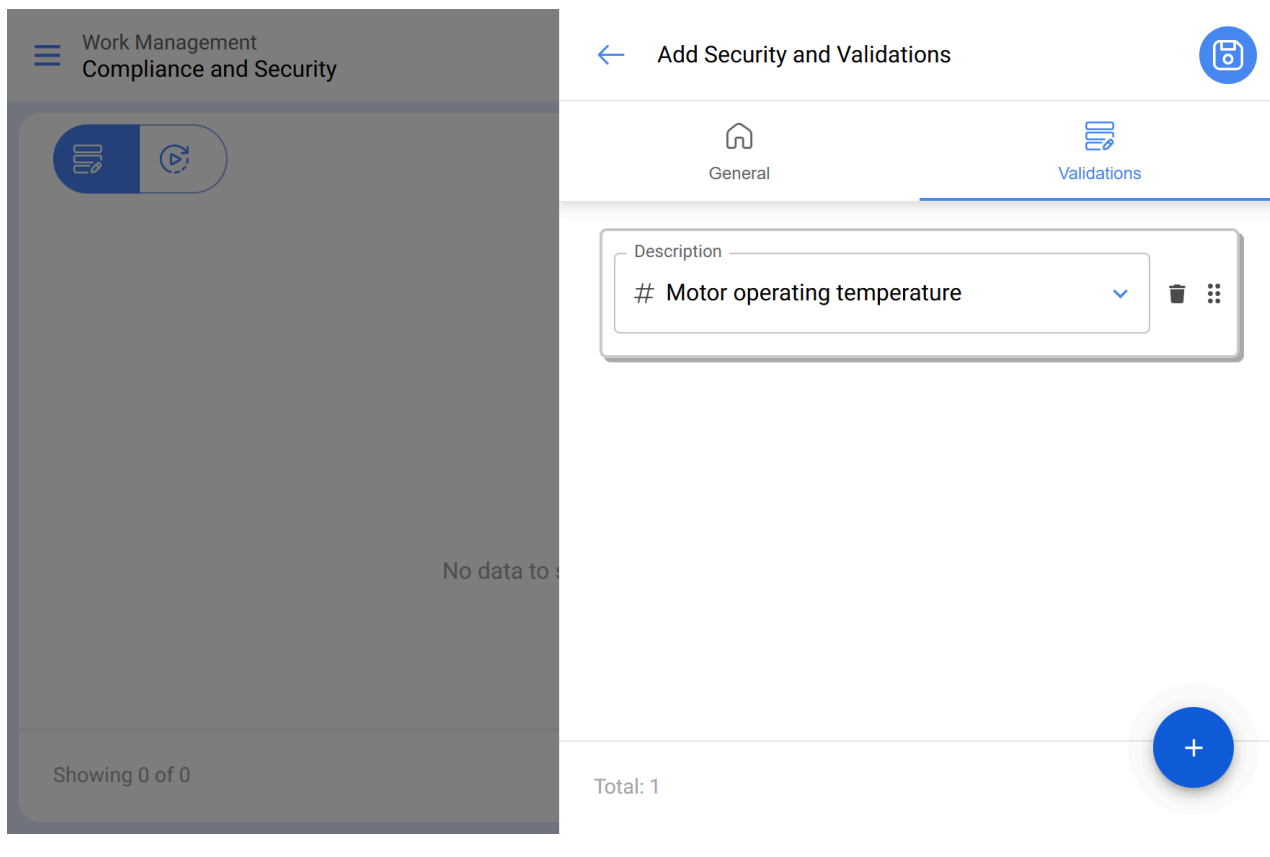 Work Management
Compliance and Security
No data to
Showing 0 of 0
Add Security and Validations
General
Validations
Description
# Motor operating temperature
Total: 1